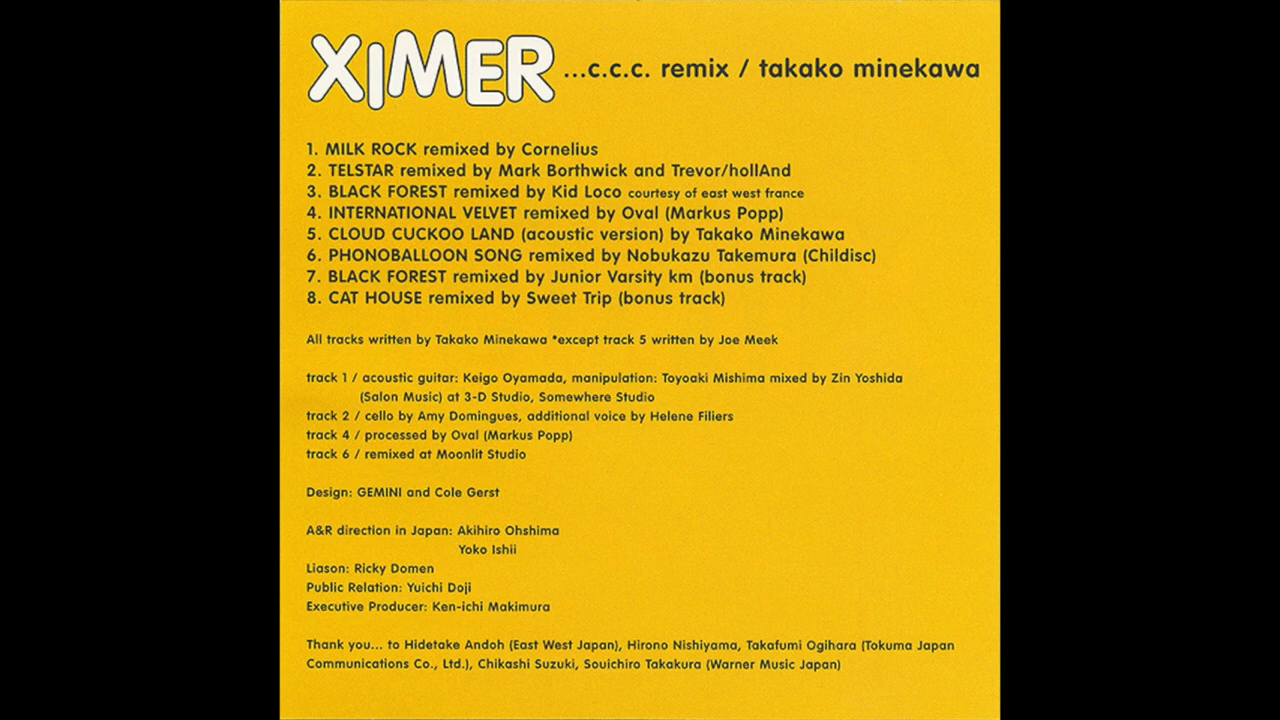 XIMER ...c.c.c. remix / takako minekawa
1. MILK ROCK remixed by Cornelius
2. TELSTAR remixed by Mark Borthwick and Trevor/hollAnd
3. BLACK FOREST remixed by Kid Loco courtesy of east west france
4. INTERNATIONAL VELVET remixed by Oval (Markus Popp)
5. CLOUD CUCKOO LAND (acoustic version) by Takako Minekawa
6. PHONOBALLOON SONG remixed by Nobukazu Takemura (Childisc)
7. BLACK FOREST remixed by Junior Varsity km (bonus track)
8. CAT HOUSE remixed by Sweet Trip (bonus track)
All tracks written by Takako Minekawa *except track 5 written by Joe Meek
track 1 / acoustic guitar: Keigo Oyamada, manipulation: Toyoaki Mishima mixed by Zin Yoshida
(Salon Music) at 3-D Studio, Somewhere Studio
track 2 / cello by Amy Domingues, additional voice by Helene Filiers
track 4 / processed by Oval (Markus Popp)
track 6 / remixed at Moonlit Studio
Design: GEMINI and Cole Gerst
A&R direction in Japan: Akihiro Ohshima
Yoko Ishii
Liason: Ricky Domen
Public Relation: Yuichi Doji
Executive Producer: Ken-ichi Makimura
Thank you... to Hidetake Andoh (East West Japan), Hirono Nishiyama, Takafumi Ogihara (Tokuma Japan
Communications Co., Ltd.), Chikashi Suzuki, Souichiro Takakura (Warner Music Japan)